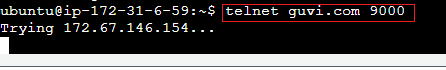 ubuntu@ip-172-31-6-59:~$ telnet guvi.com 9000
Trying 172.67.146.154...